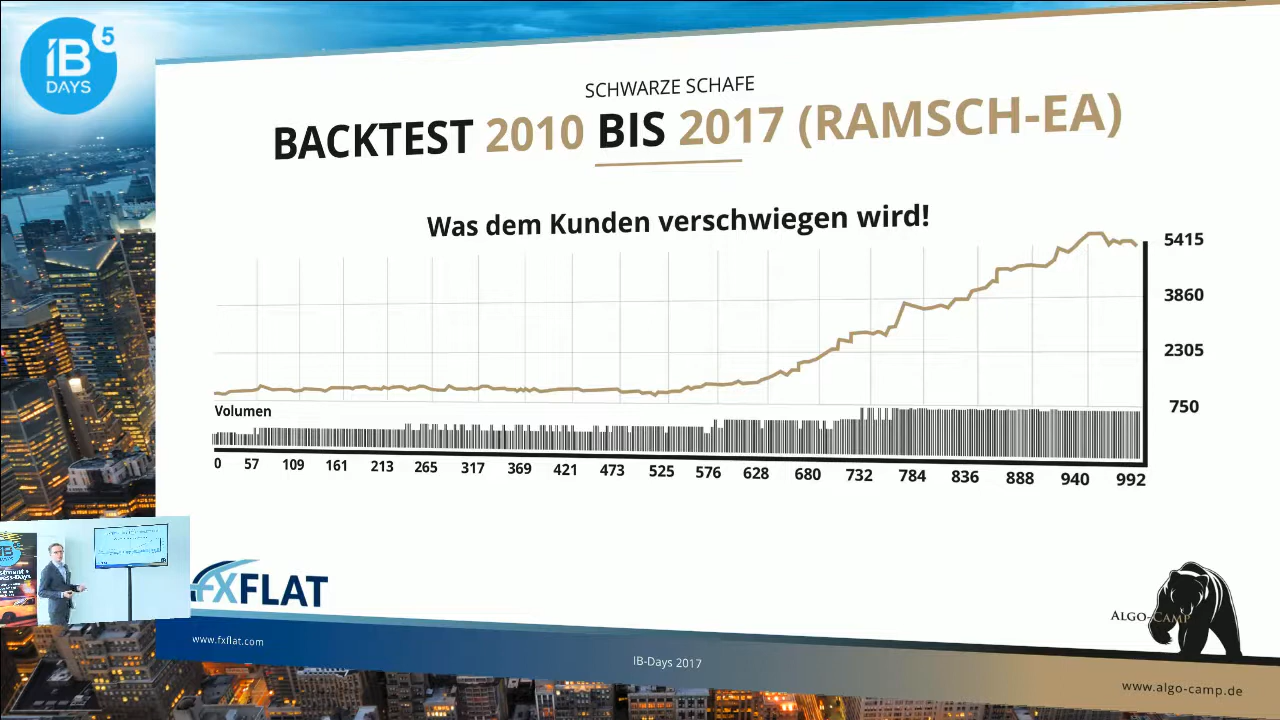 IB 5
DAYS
SCHWARZE SCHAFE
BACKTEST 2010 BIS 2017 (RAMSCH-EA)
Was dem Kunden verschwiegen wird!
5415
3860
2305
750
Volumen
0 57 109 161 213 265 317 369 421 473 525 576 628 680 732 784 836 888 940 992
FXFLAT
ALGO-CAMP
www.fxflat.com
IB-Days 2017
www.algo-camp.de